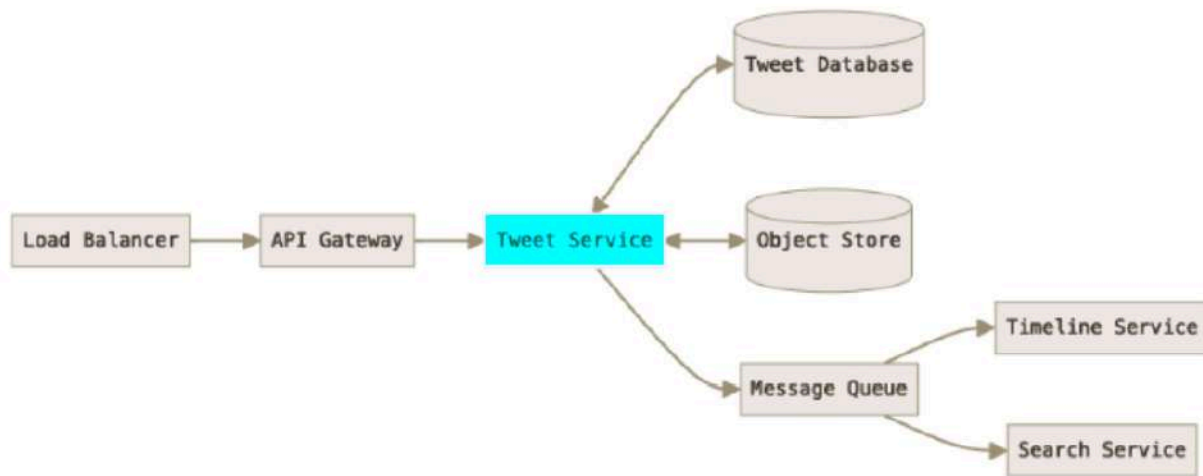 Tweet Database
Load Balancer
API Gateway
Tweet Service
Object Store
Timeline Service
Message Queue
Search Service